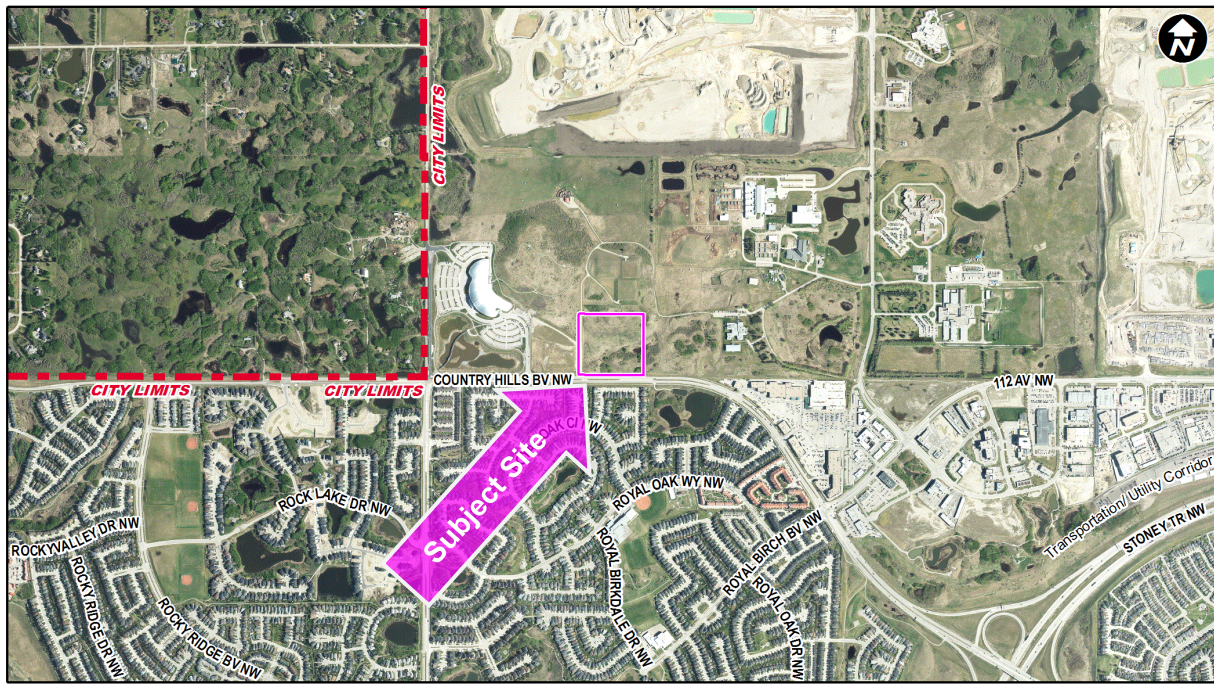 N
CITY LIMITS
CITY LIMITS
CITY LIMITS
COUNTRY HILLS BV NW
112 AV NW
Subject Site
OAK CI NW
ROCK LAKE DR NW
ROYAL OAK WY NW
ROCKYVALLEY DR NW
ROCKY RIDGE DR NW
ROCKY RIDGE BV NW
ROYAL BIRKDALE DR NW
ROYAL BIRCH BV NW
ROYAL OAK DR NW
Transportation/ Utility Corridor
STONEY TR NW